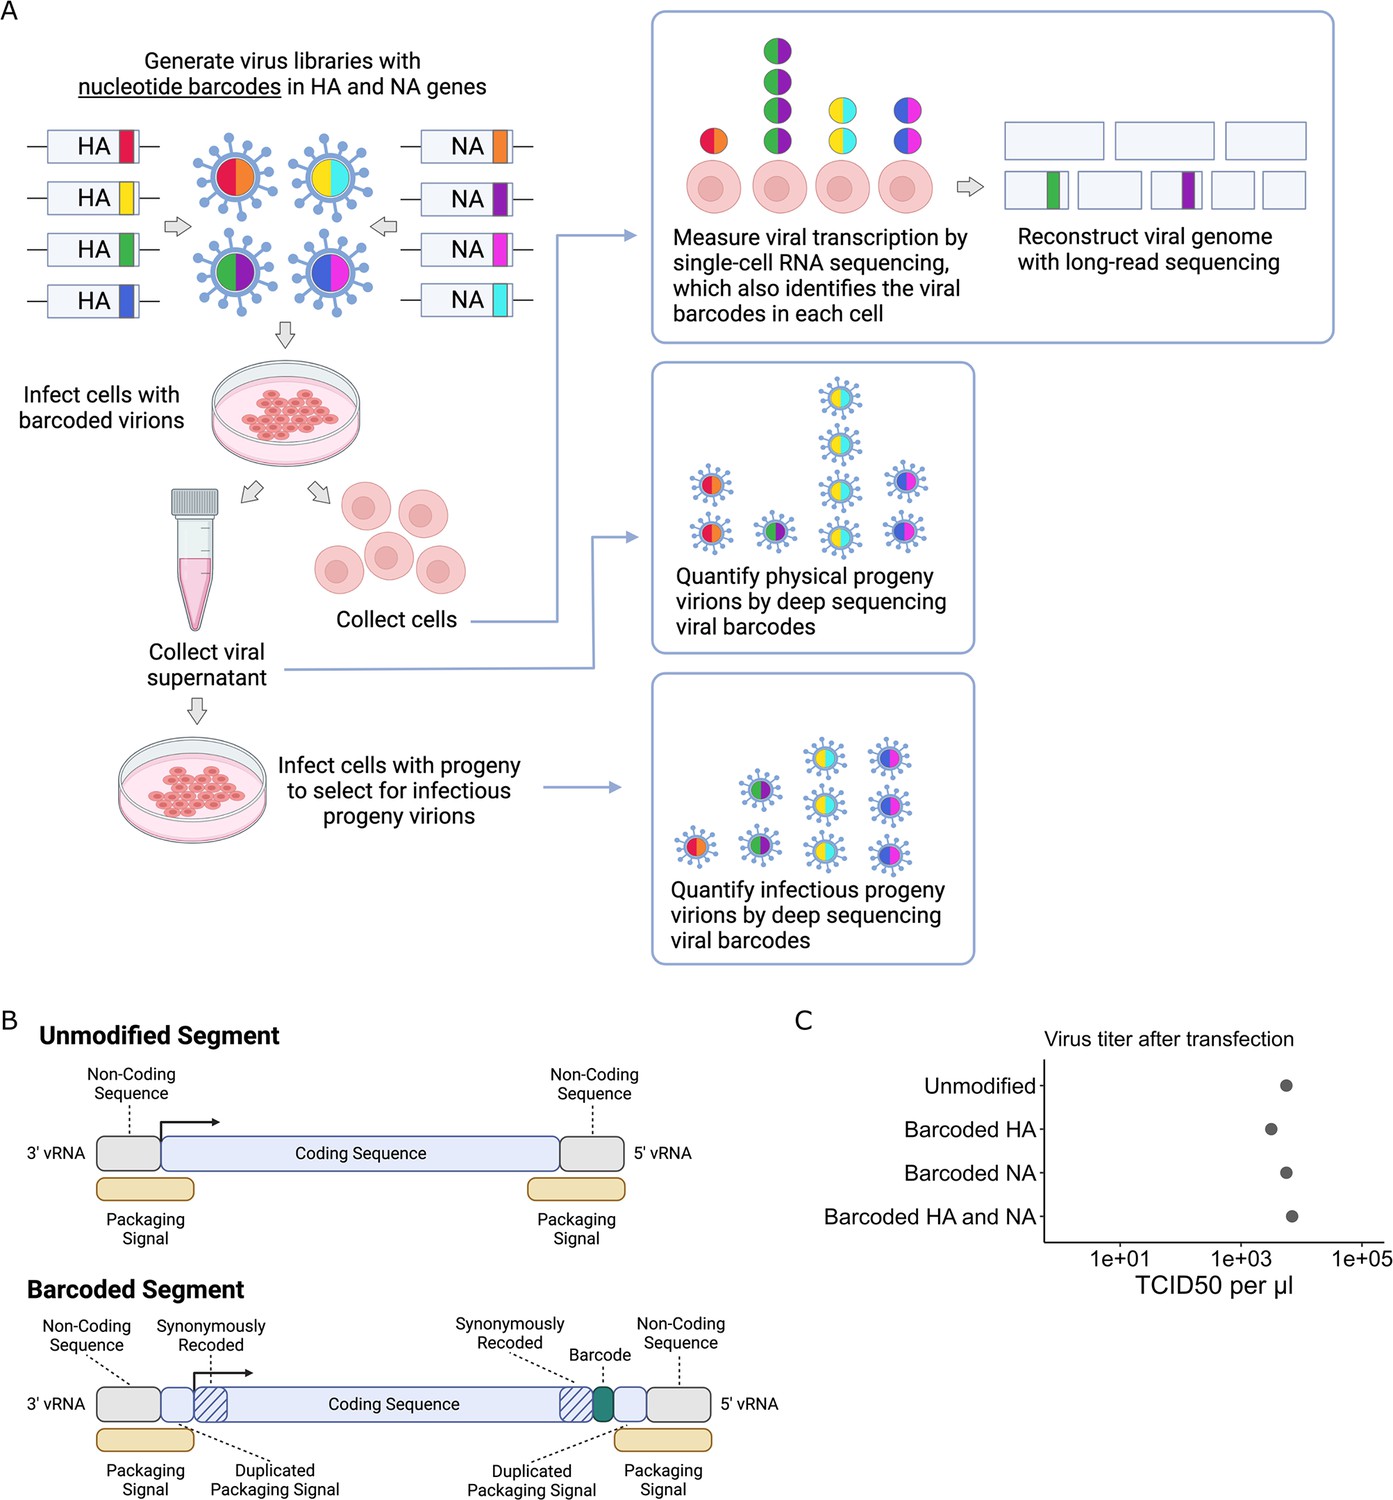 A
Generate virus libraries with
nucleotide barcodes in HA and NA genes
HA
HA
HA
HA
NA
NA
NA
NA
Infect cells with
barcoded virions
Collect cells
Collect viral
supernatant
Infect cells with progeny
to select for infectious
progeny virions
Measure viral transcription by
single-cell RNA sequencing,
which also identifies the viral
barcodes in each cell
Reconstruct viral genome
with long-read sequencing
Quantify physical progeny
virions by deep sequencing
viral barcodes
Quantify infectious progeny
virions by deep sequencing
viral barcodes
B
Unmodified Segment
Non-Coding
Sequence
Non-Coding
Sequence
3' vRNA
Coding Sequence
5' vRNA
Packaging
Signal
Packaging
Signal
Barcoded Segment
Non-Coding
Sequence
Synonymously
Recoded
Synonymously
Recoded
Barcode
Non-Coding
Sequence
3' vRNA
Coding Sequence
5' vRNA
Packaging
Signal
Duplicated
Packaging Signal
Duplicated
Packaging Signal
Packaging
Signal
C
Virus titer after transfection
Unmodified
Barcoded HA
Barcoded NA
Barcoded HA and NA
1e+01
1e+03
1e+05
TCID50 per µl